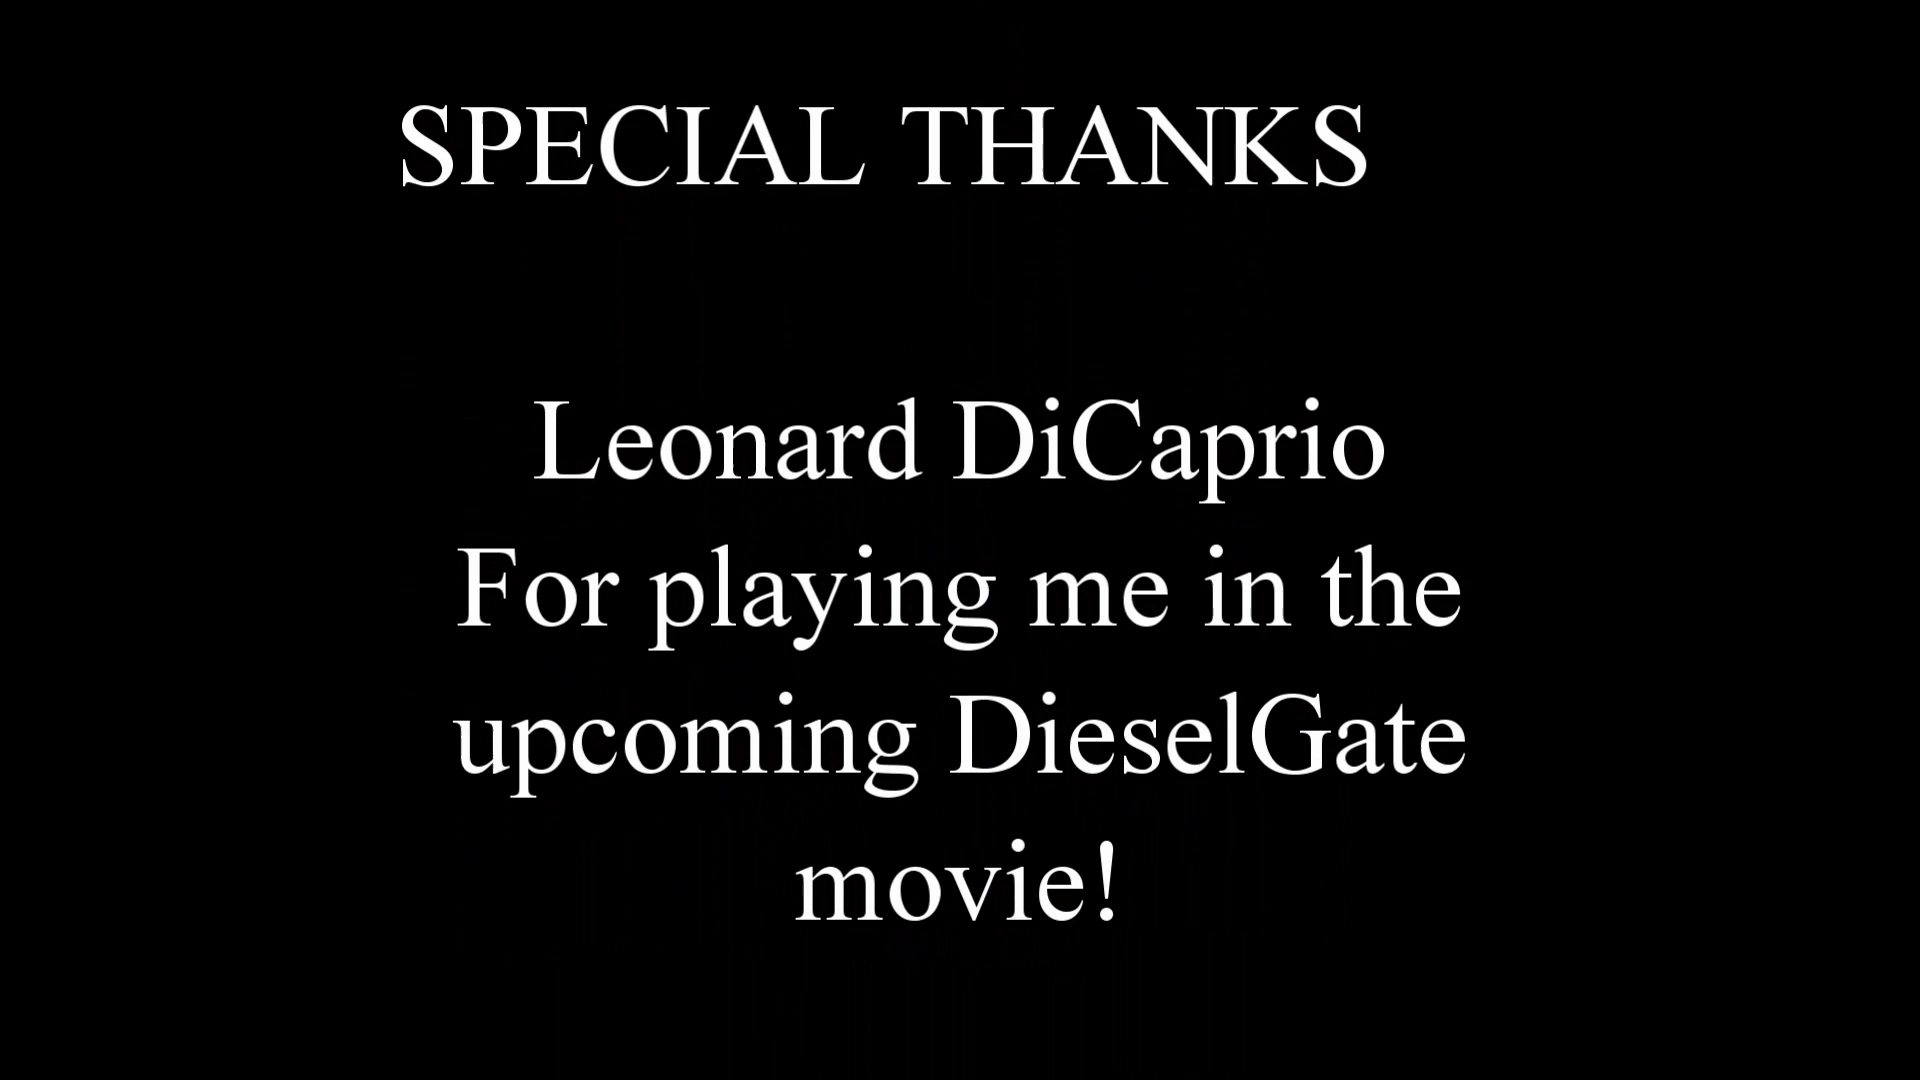 SPECIAL THANKS
Leonard DiCaprio
For playing me in the
upcoming DieselGate
movie!